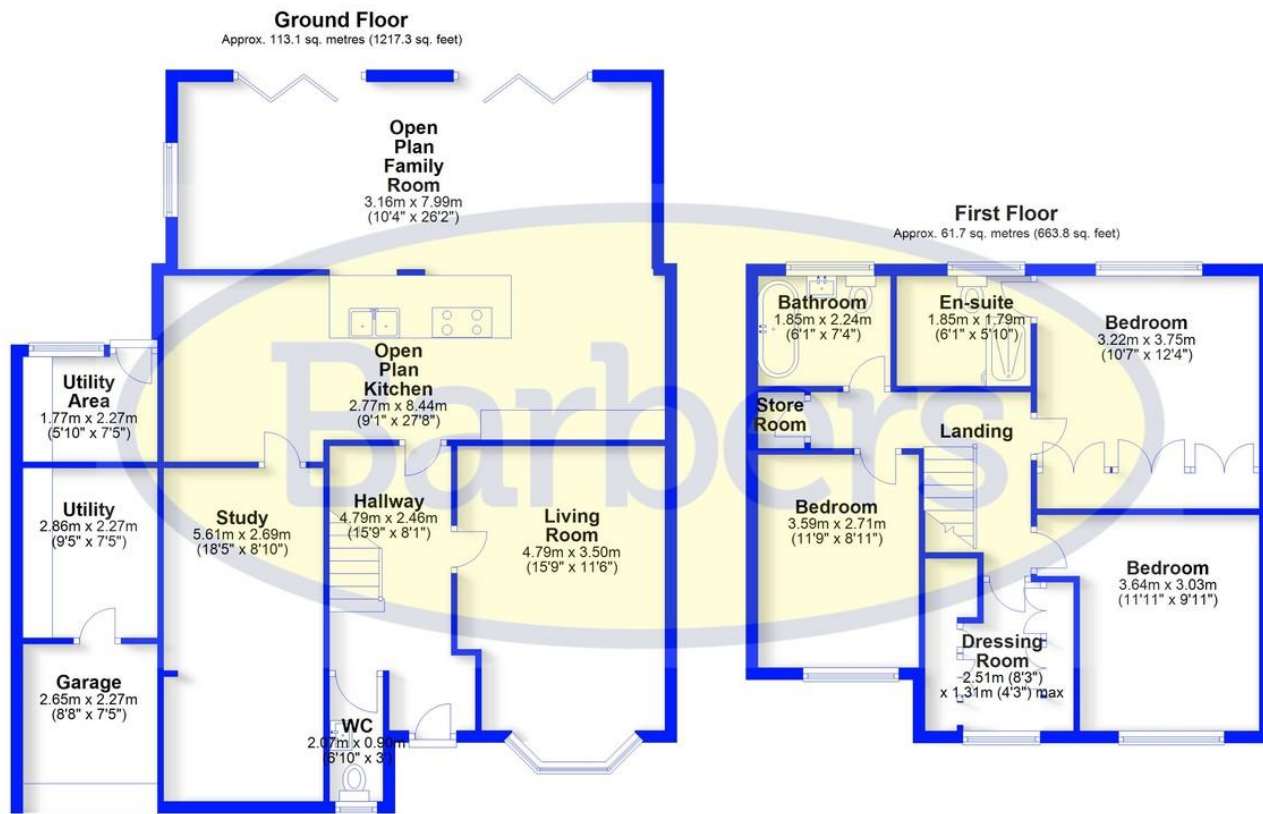 Ground Floor
Approx. 113.1 sq. metres (1217.3 sq. feet)
Open
Plan
Family
Room
3.16m x 7.99m
(10'4" x 26'2")
Open
Plan
Kitchen
2.77m x 8.44m
(9'1" x 27'8")
Utility
Area
1.77m x 2.27m
(5'10" x 7'5")
Utility
2.86m x 2.27m
(9'5" x 7'5")
Study
5.61m x 2.69m
(18'5" x 8'10")
Hallway
4.79m x 2.46m
(15'9" x 8'1")
Living
Room
4.79m x 3.50m
(15'9" x 11'6")
Garage
2.65m x 2.27m
(8'8" x 7'5")
WC
2.07m x 0.90m
(6'10" x 3')
First Floor
Approx. 61.7 sq. metres (663.8 sq. feet)
Bathroom
1.85m x 2.24m
(6'1" x 7'4")
En-suite
1.85m x 1.79m
(6'1" x 5'10")
Bedroom
3.22m x 3.75m
(10'7" x 12'4")
Store
Room
Landing
Bedroom
3.59m x 2.71m
(11'9" x 8'11")
Bedroom
3.64m x 3.03m
(11'11" x 9'11")
Dressing
Room
2.51m (8'3")
x 1.31m (4'3") max
Barbers